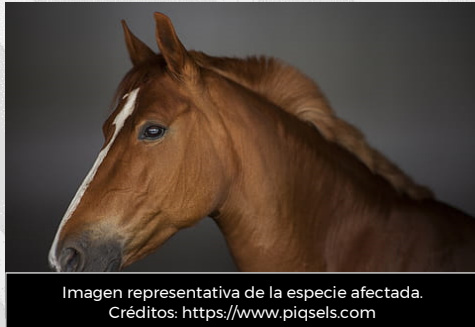 Imagen representativa de la especie afectada.
Créditos: https://www.piqsels.com